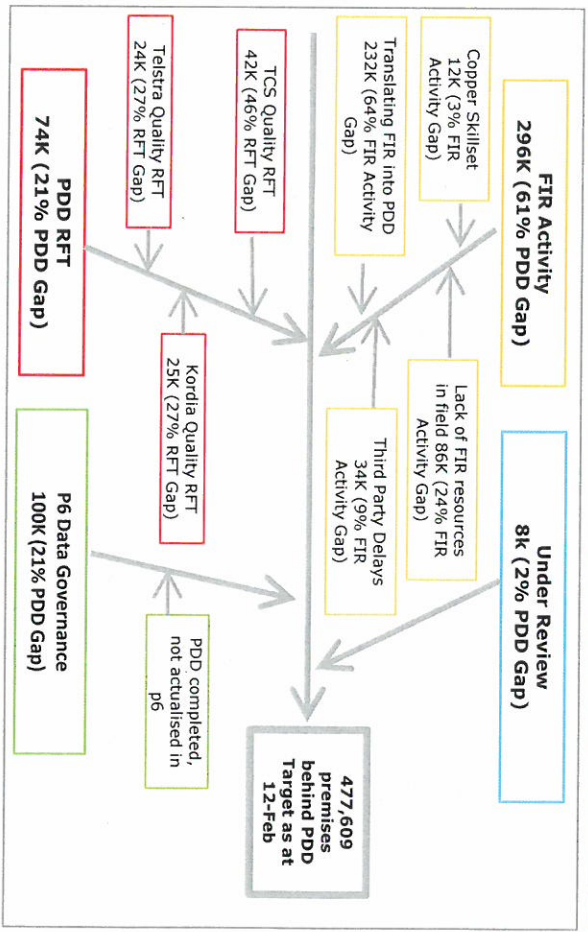 FIR Activity
296K (61% PDD Gap)
Under Review
8k (2% PDD Gap)
Copper Skillset
12K (3% FIR
Activity Gap)
Lack of FIR resources
in field 86K (24% FIR
Activity Gap)
Translating FIR into PDD
232K (64% FIR Activity
Gap)
Third Party Delays
34K (9% FIR
Activity Gap)
477,609
premises
behind PDD
Target as at
12-Feb
TCS Quality RFT
42K (46% RFT Gap)
Kordia Quality RFT
25K (27% RFT Gap)
PDD completed,
not actualised in
p6
Telstra Quality RFT
24K (27% RFT Gap)
PDD RFT
74K (21% PDD Gap)
P6 Data Governance
100K (21% PDD Gap)